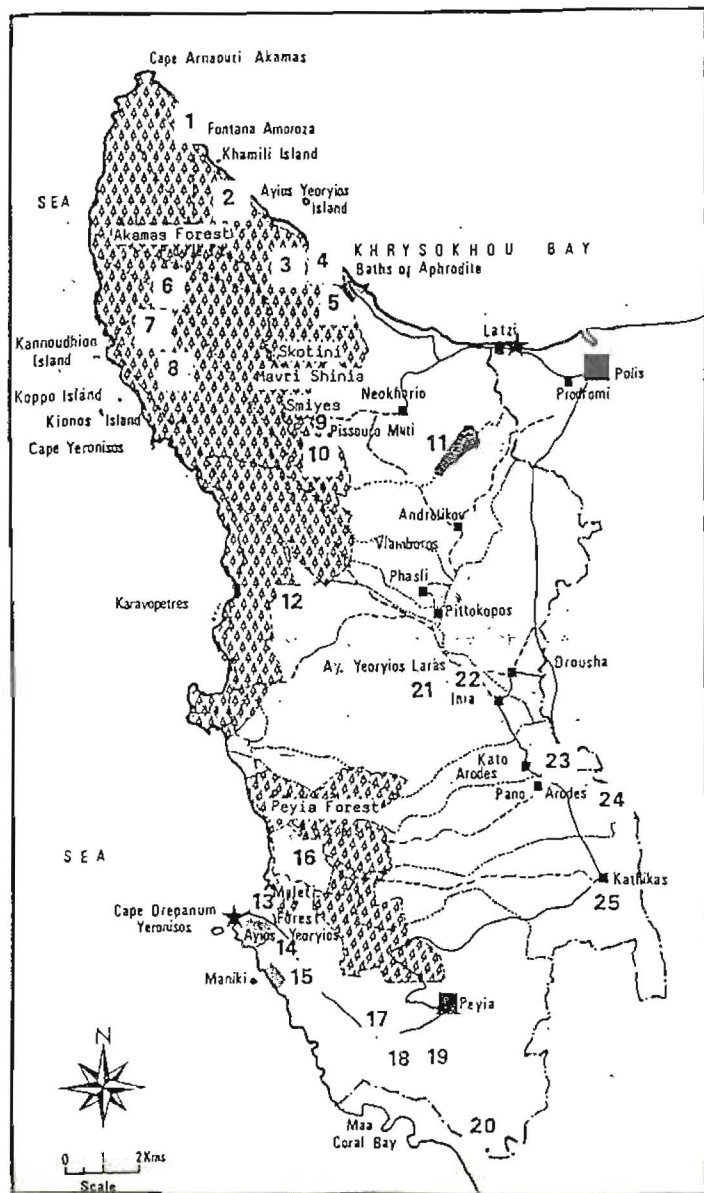 Cape Arnaouti Akamas
1
Fontana Amoroza
Khamili Island
2
Ayios Yeoryios
Island
SEA
Akamas Forest
3
4
KHRYSOKHOU BAY
Baths of Aphrodite
6
5
7
Latzi
Kannoudhion
Island
Skotini
8
Mavri Shinia
Polis
Prodromi
Koppo Island
Neokhorio
Smiyes
Kionos Island
9
Pissouro Muti
11
Cape Yeronisos
10
Androlikou
Vlamboros
Phasli
12
Karavopetres
Pittokopos
Drousha
Ay. Yeoryios Laras
22
21
Inia
23
Kato
Arodes
Pano
Arodes
24
Peyia Forest
16
SEA
Kathikas
13
Maleti
25
Cape Drepanum
Yeronisos
Forest
Ayios Yeoryios
14
15
Maniki
Peyia
17
N
18
19
20
Maa
Coral Bay
0 2Kms
Scale